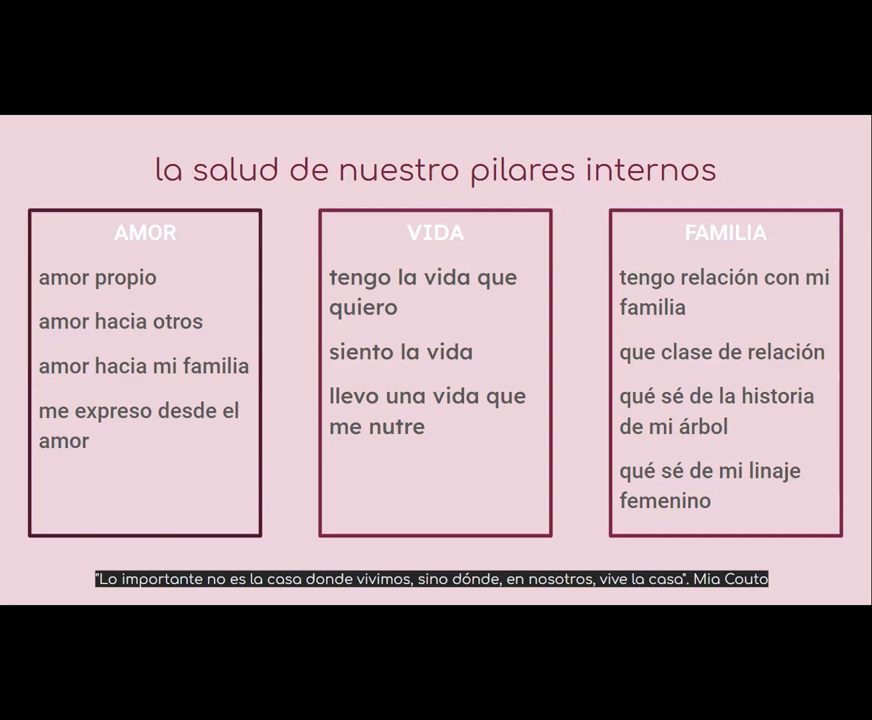 la salud de nuestro pilares internos
AMOR
amor propio
amor hacia otros
amor hacia mi familia
me expreso desde el
amor
VIDA
tengo la vida que
quiero
siento la vida
llevo una vida que
me nutre
FAMILIA
tengo relación con mi
familia
que clase de relación
qué sé de la historia
de mi árbol
qué sé de mi linaje
femenino
"Lo importante no es la casa donde vivimos, sino dónde, en nosotros, vive la casa". Mia Couto